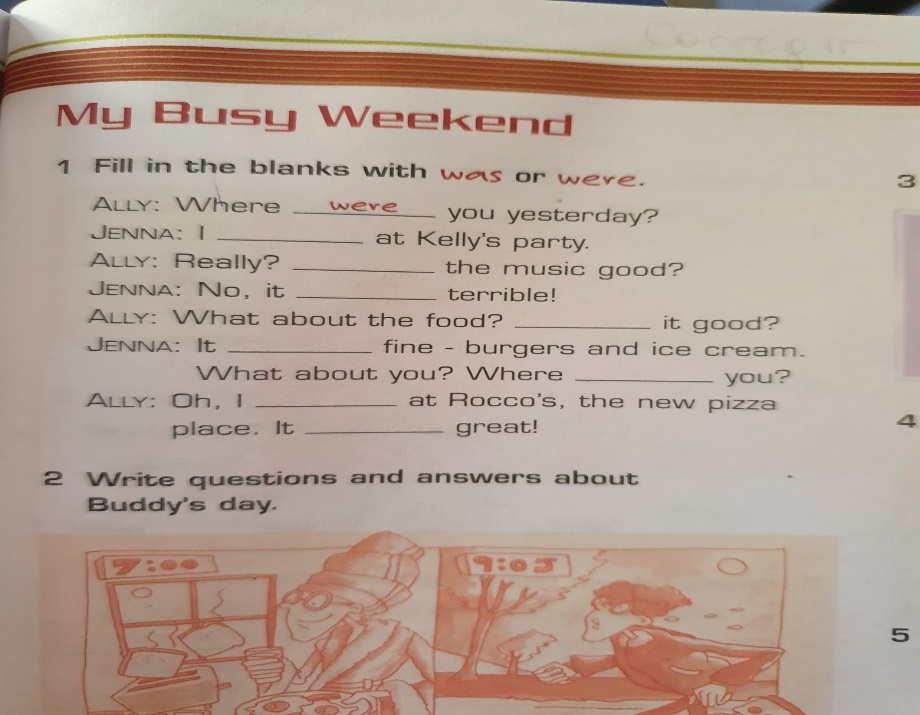 My Busy Weekend
1 Fill in the blanks with was or were.
ALLY: Where were you yesterday?
JENNA: I __________ at Kelly's party.
ALLY: Really? __________ the music good?
JENNA: No, it __________ terrible!
ALLY: What about the food? __________ it good?
JENNA: It __________ fine - burgers and ice cream.
What about you? Where __________ you?
ALLY: Oh, I __________ at Rocco's, the new pizza
place. It __________ great!
2 Write questions and answers about
Buddy's day.
7:00
9:05
3
4
5